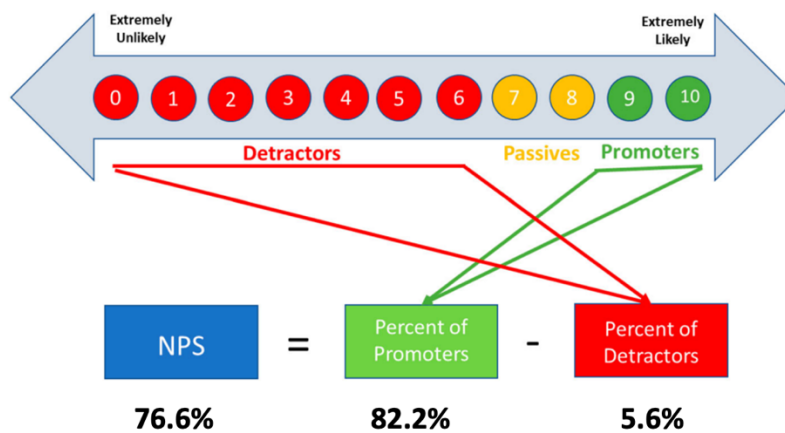 Extremely Unlikely
Extremely Likely
0 1 2 3 4 5 6 7 8 9 10
Detractors Passives Promoters
NPS = Percent of Promoters - Percent of Detractors
76.6% 82.2% 5.6%